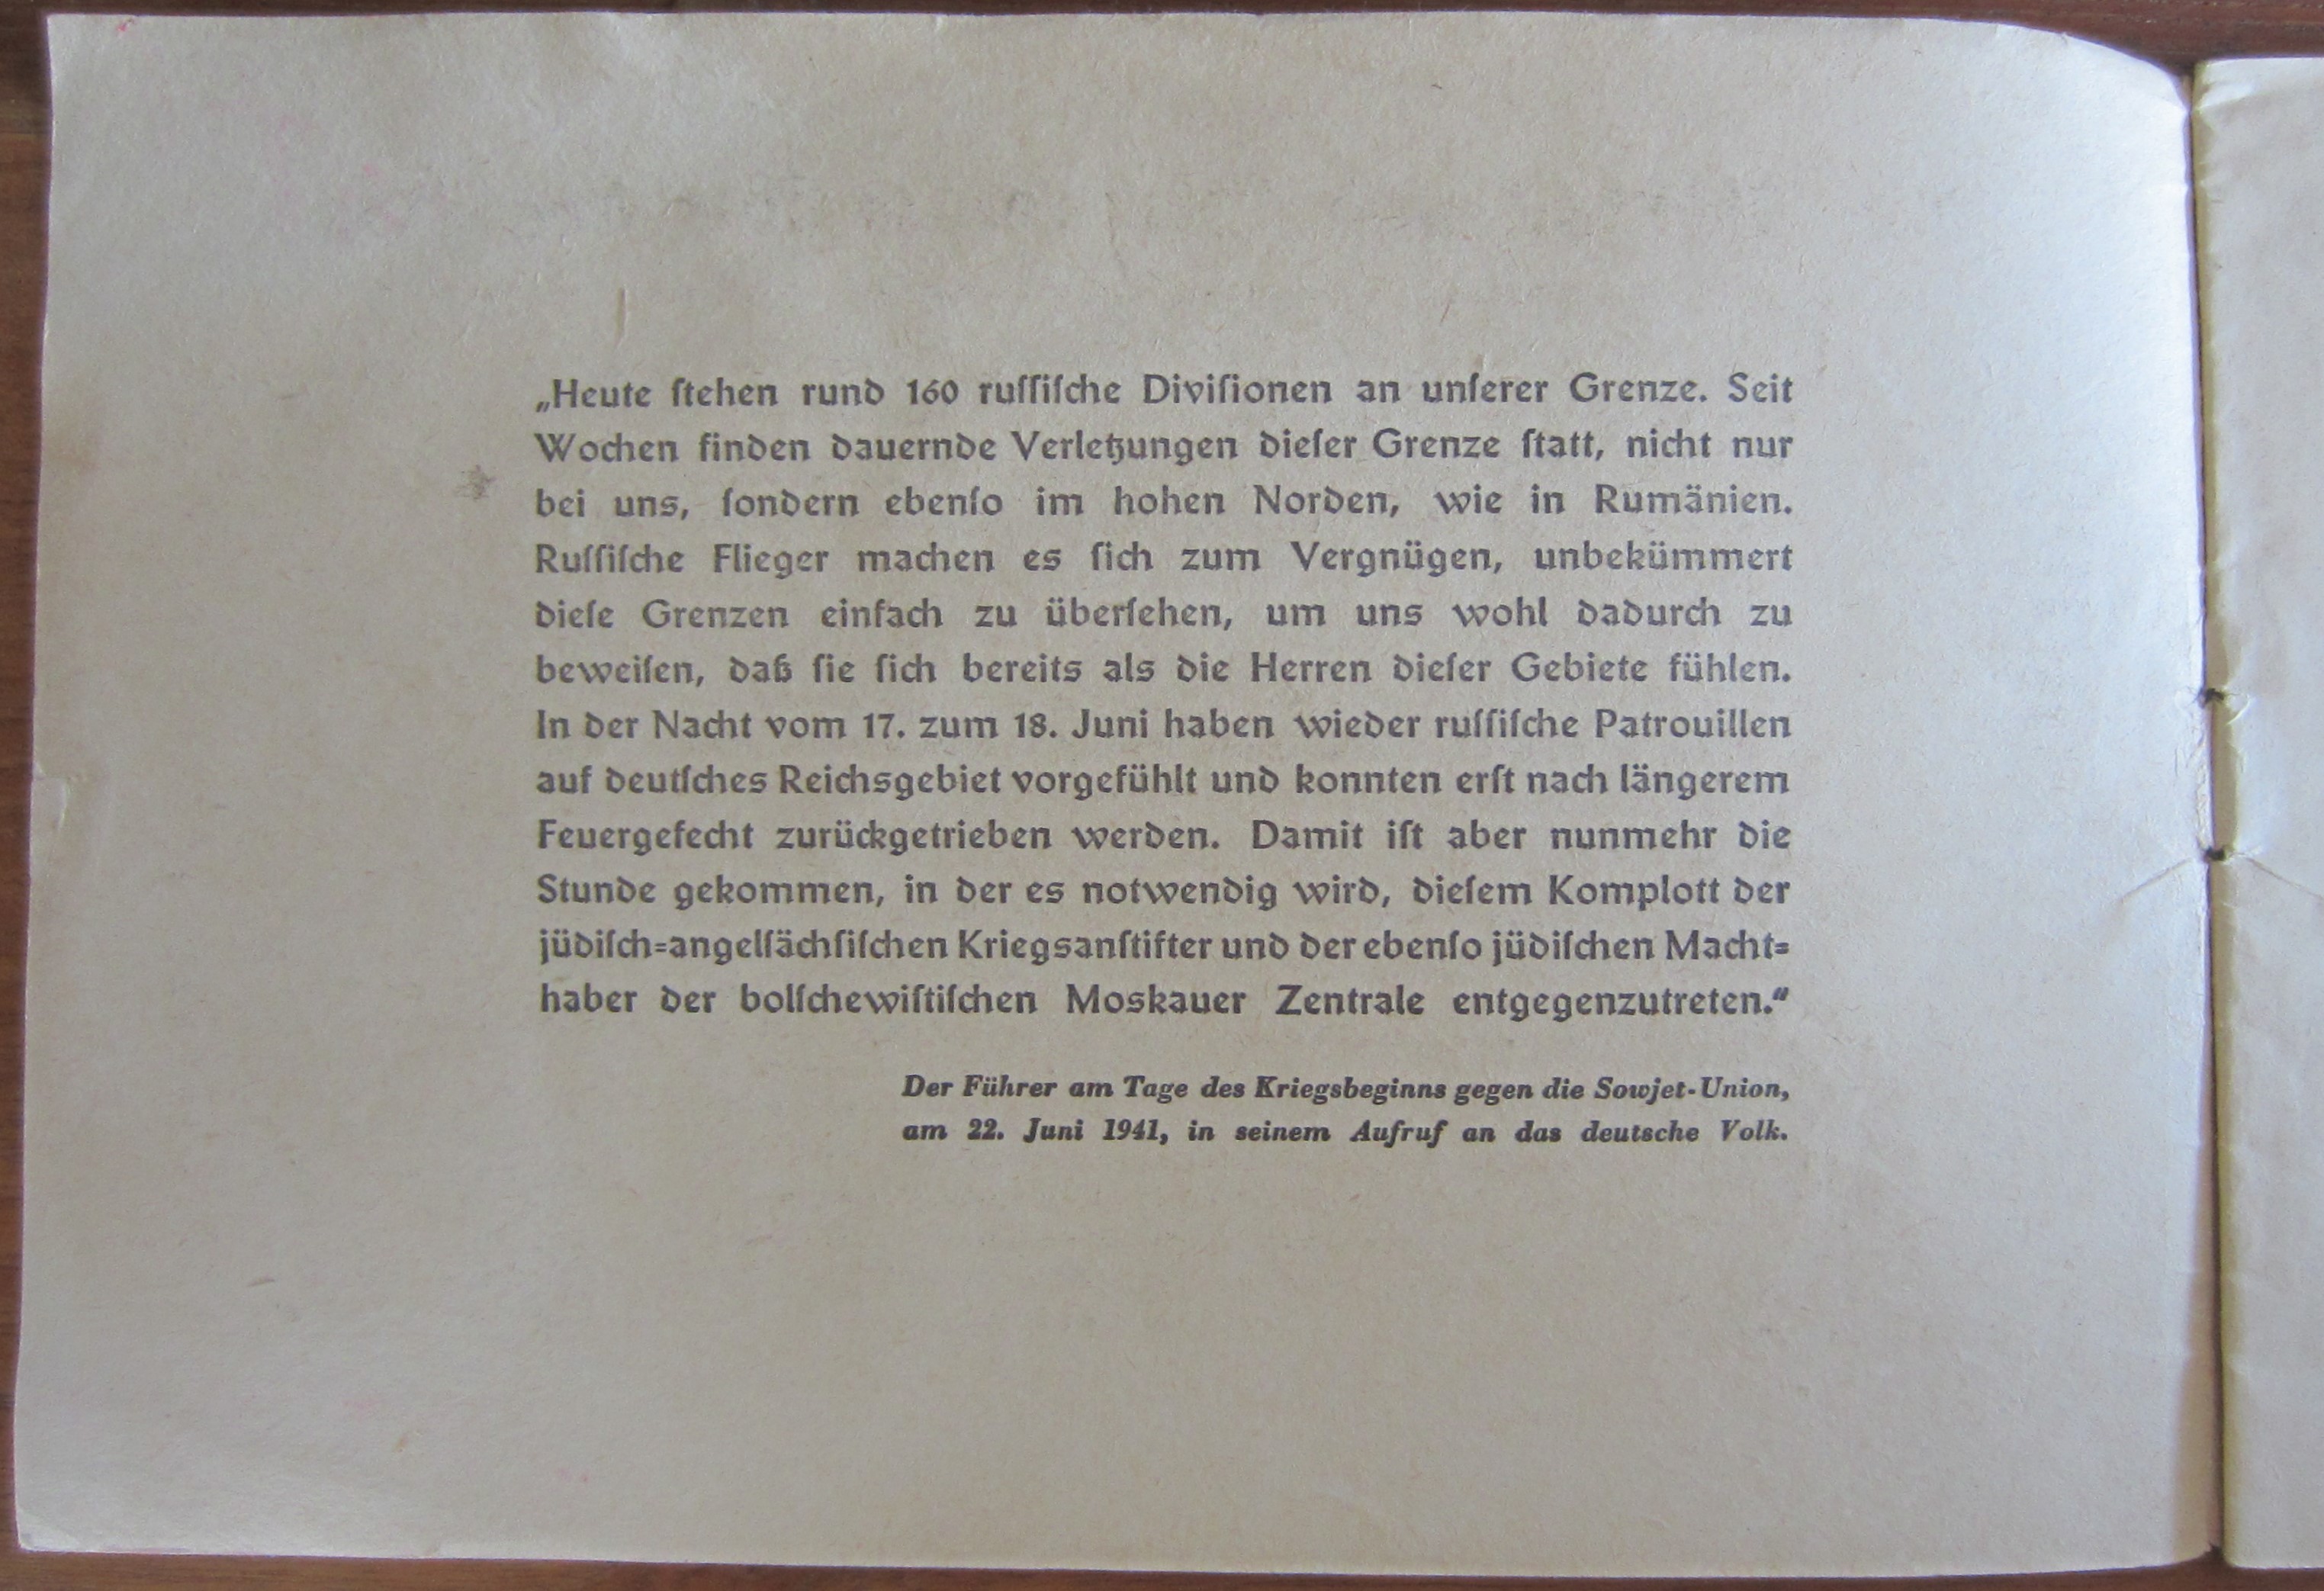 „Heute ſtehen rund 160 ruſſiſche Diviſionen an unſerer Grenze. Seit
Wochen finden dauernde Verletzungen dieſer Grenze ſtatt, nicht nur
bei uns, ſondern ebenſo im hohen Norden, wie in Rumänien.
Ruſſiſche Flieger machen es ſich zum Vergnügen, unbekümmert
dieſe Grenzen einfach zu überſehen, um uns wohl dadurch zu
beweiſen, daß ſie ſich bereits als die Herren dieſer Gebiete fühlen.
In der Nacht vom 17. zum 18. Juni haben wieder ruſſiſche Patrouillen
auf deutſches Reichsgebiet vorgefühlt und konnten erſt nach längerem
Feuergefecht zurückgetrieben werden. Damit iſt aber nunmehr die
Stunde gekommen, in der es notwendig wird, dieſem Komplott der
jüdiſch=angelſächſiſchen Kriegsanſtifter und der ebenſo jüdiſchen Macht=
haber der bolſchewiſtiſchen Moskauer Zentrale entgegenzutreten.“
Der Führer am Tage des Kriegsbeginns gegen die Sowjet-Union,
am 22. Juni 1941, in seinem Aufruf an das deutsche Volk.